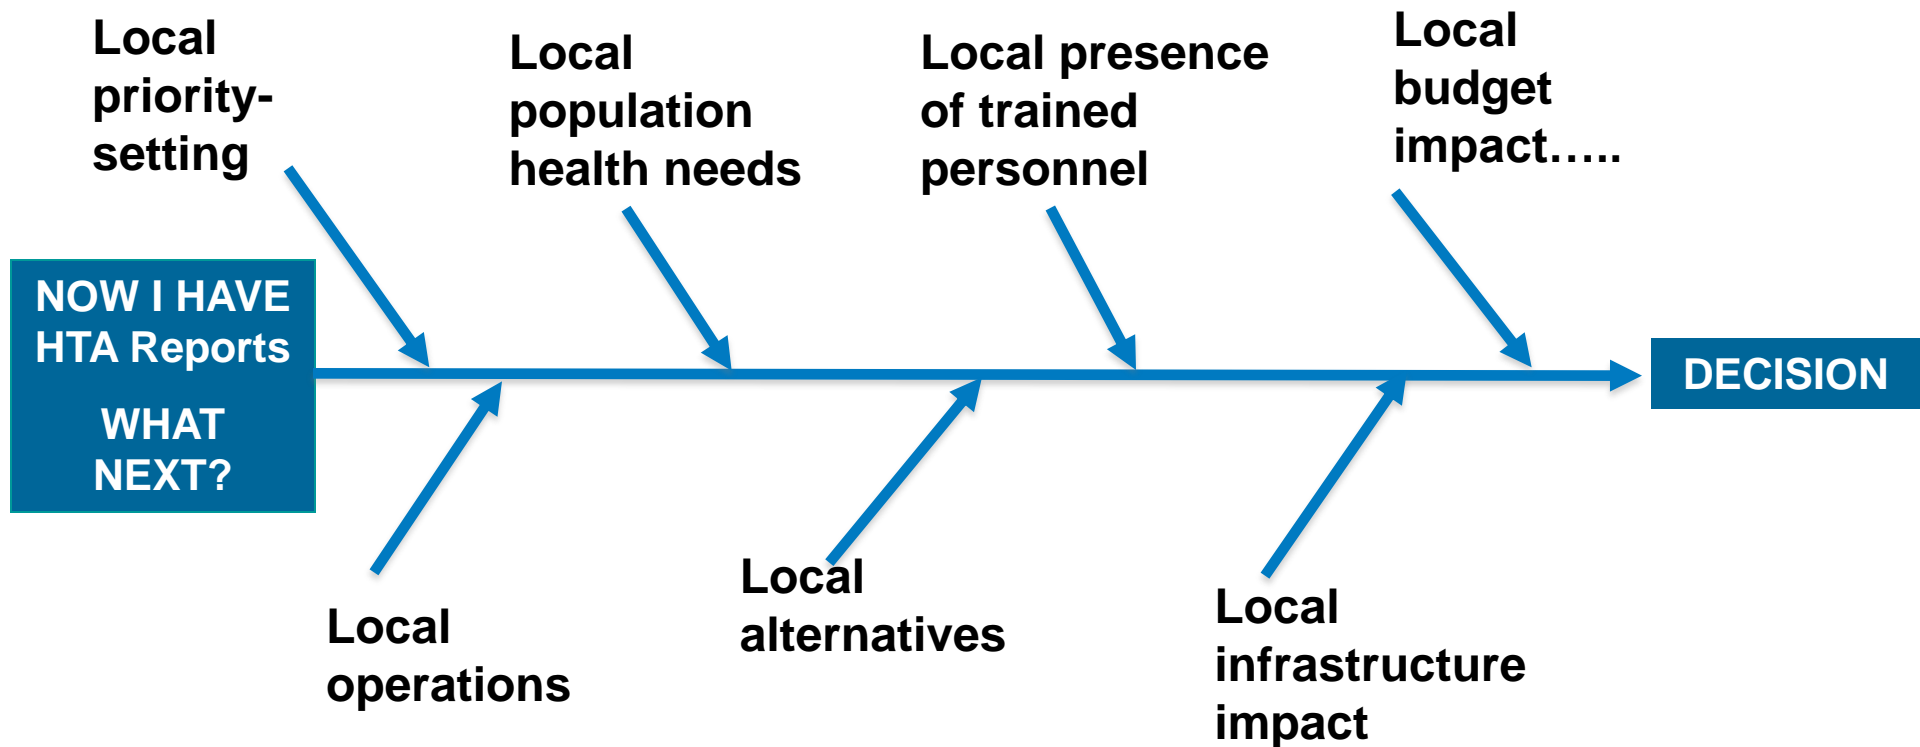 Local
priority-
setting
Local
population
health needs
Local presence
of trained
personnel
Local
budget
impact…..
NOW I HAVE
HTA Reports
WHAT
NEXT?
DECISION
Local
operations
Local
alternatives
Local
infrastructure
impact